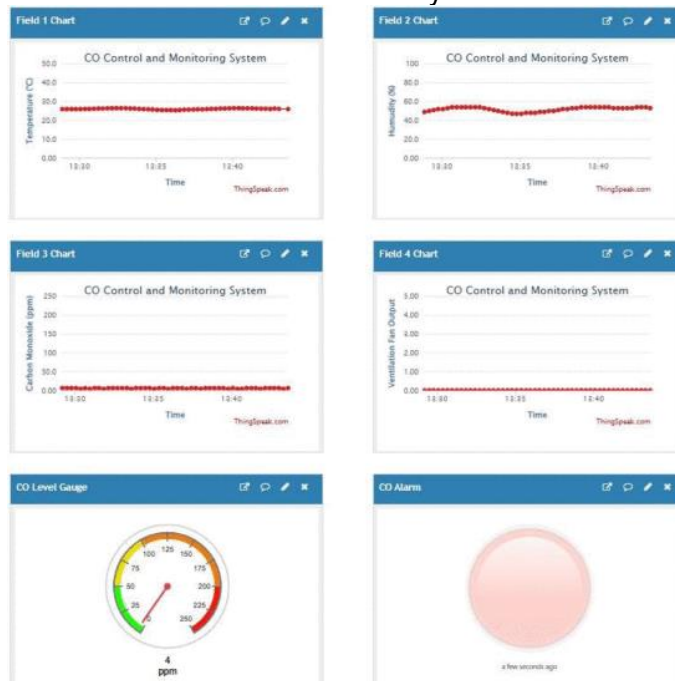 Field 1 Chart
CO Control and Monitoring System
50.0
40.0
30.0
20.0
10.0
0.00
Temperature (°C)
13:30
13:35
13:40
Time
ThingSpeak.com
Field 2 Chart
CO Control and Monitoring System
100
80.0
60.0
40.0
20.0
0.00
Humudity (%)
13:30
13:35
13:40
Time
ThingSpeak.com
Field 3 Chart
CO Control and Monitoring System
250
200
150
100
50.0
0.00
Carbon Monoxide (ppm)
13:30
13:35
13:40
Time
ThingSpeak.com
Field 4 Chart
CO Control and Monitoring System
5.00
4.00
3.00
2.00
1.00
0.00
Ventilation Fan Output
13:30
13:35
13:40
Time
ThingSpeak.com
CO Level Gauge
0
25
50
75
100
125
150
175
200
225
250
4
ppm
CO Alarm
a few seconds ago